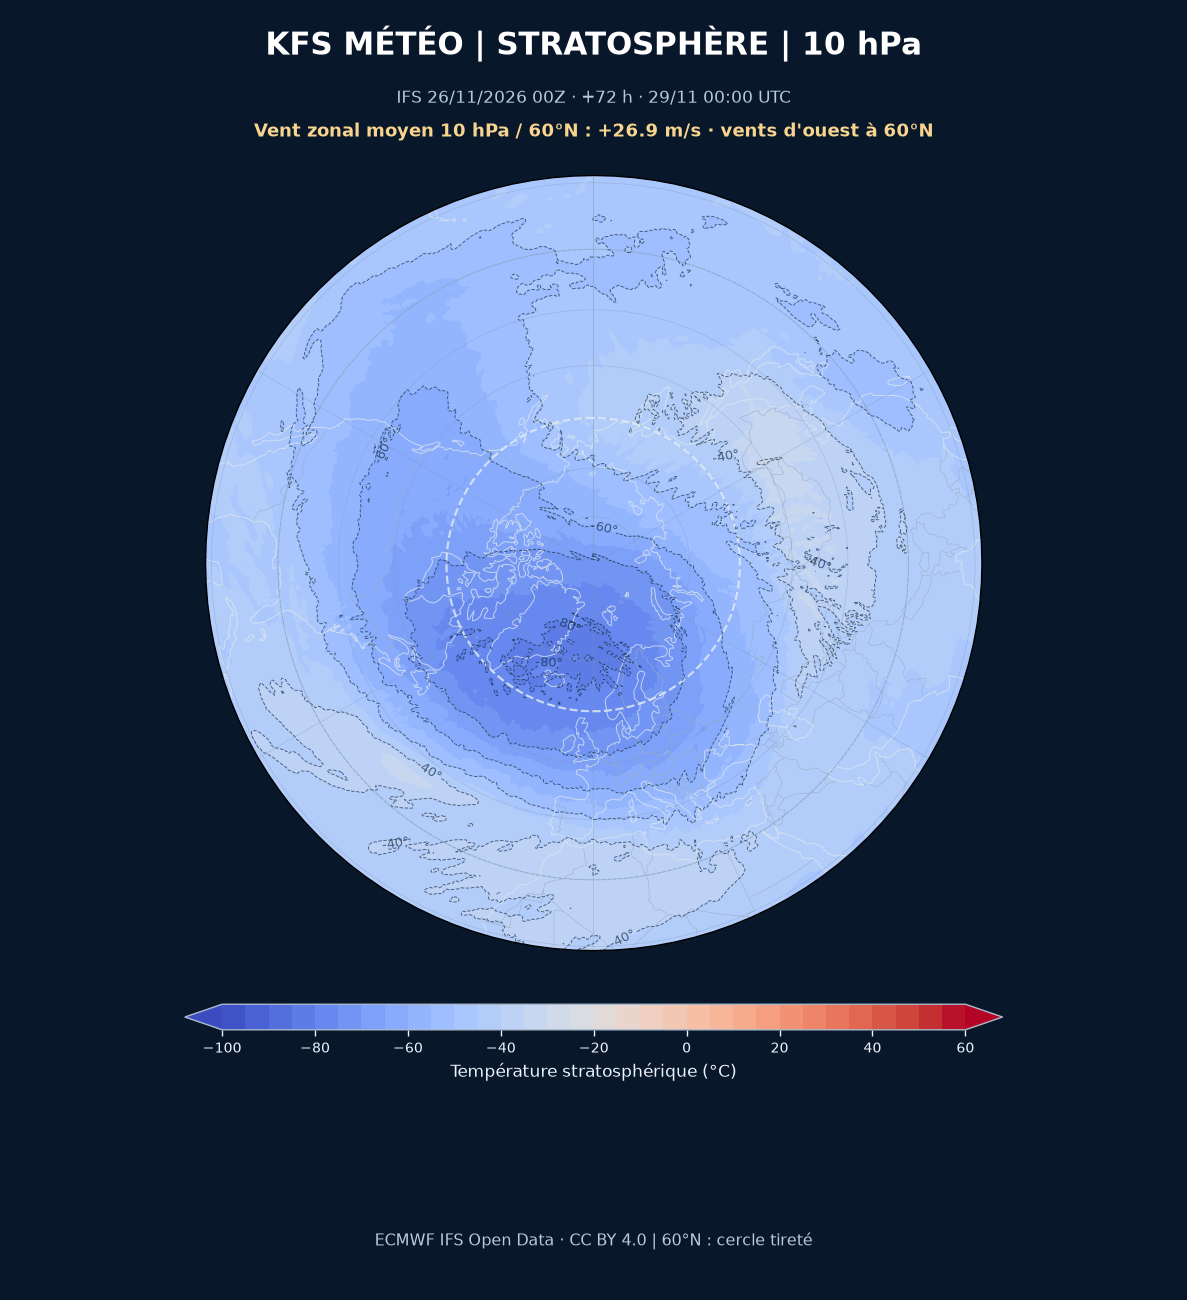 KFS MÉTÉO | STRATOSPHÈRE | 10 hPa
IFS 26/11/2026 00Z · +72 h · 29/11 00:00 UTC
Vent zonal moyen 10 hPa / 60°N : +26.9 m/s · vents d'ouest à 60°N
-60°
-40°
-60°
-40°
-80°
-80°
-40°
-40°
-40°
−100 −80 −60 −40 −20 0 20 40 60
Température stratosphérique (°C)
ECMWF IFS Open Data · CC BY 4.0 | 60°N : cercle tireté